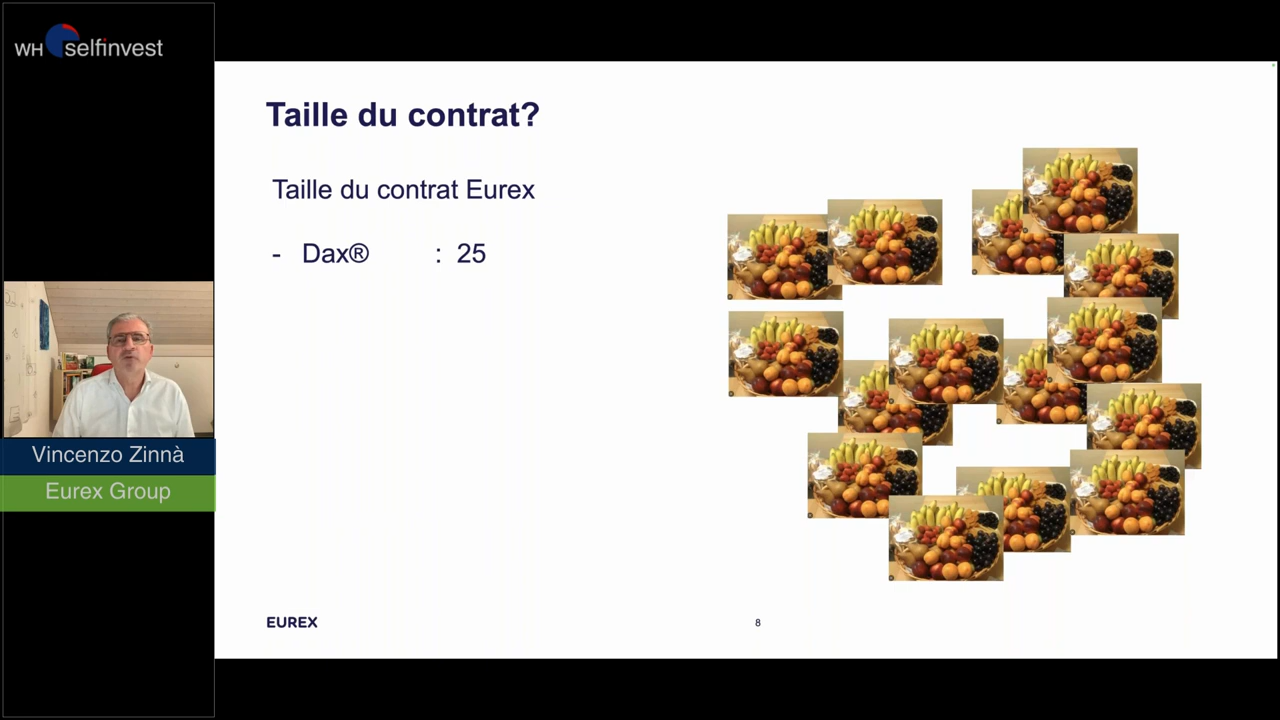 WH selfinvest
Taille du contrat?
Taille du contrat Eurex
- Dax® : 25
Vincenzo Zinnà
Eurex Group
EUREX
8